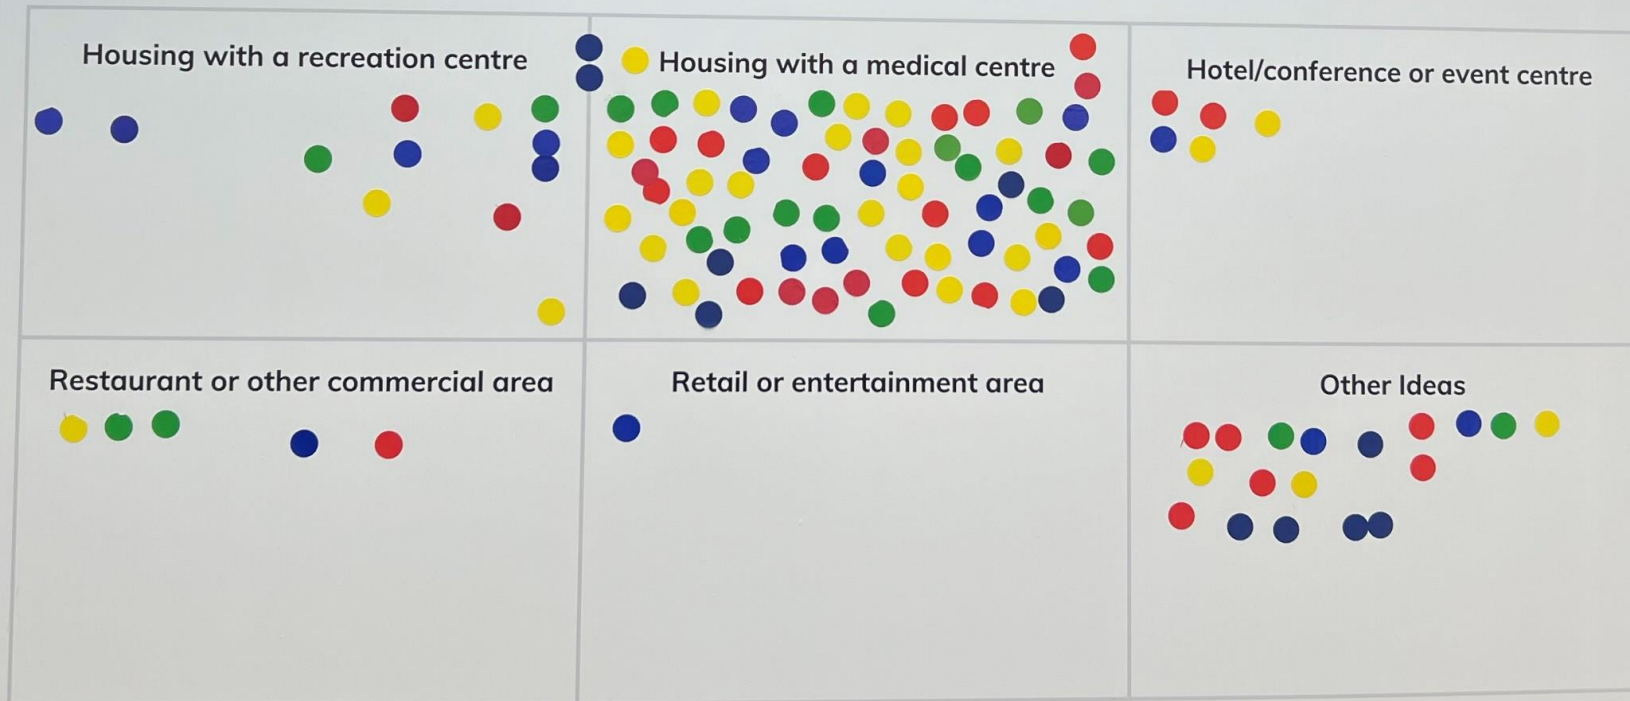 Housing with a recreation centre
Housing with a medical centre
Hotel/conference or event centre
Restaurant or other commercial area
Retail or entertainment area
Other Ideas